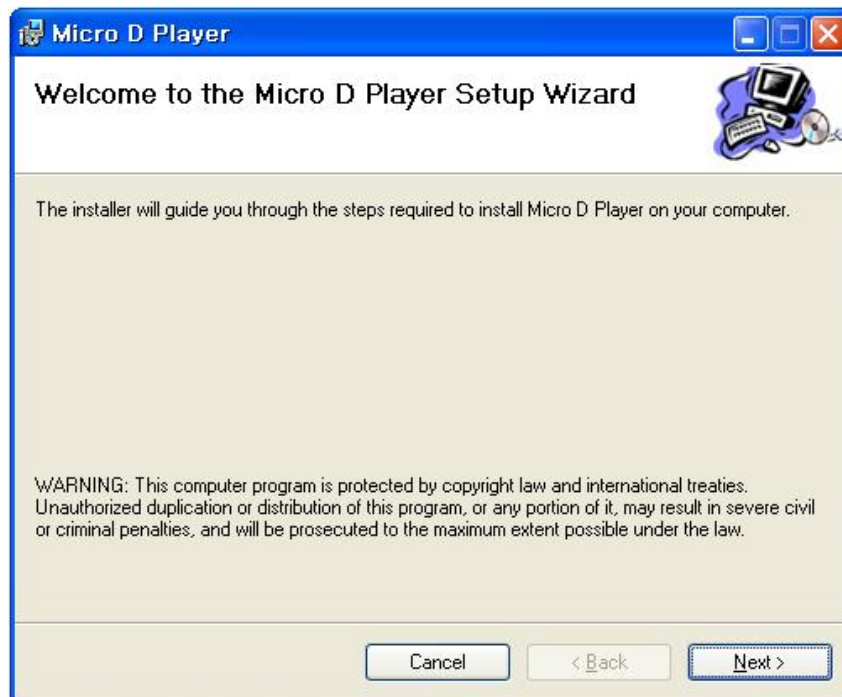 Micro D Player
Welcome to the Micro D Player Setup Wizard
The installer will guide you through the steps required to install Micro D Player on your computer.
WARNING: This computer program is protected by copyright law and international treaties.
Unauthorized duplication or distribution of this program, or any portion of it, may result in severe civil
or criminal penalties, and will be prosecuted to the maximum extent possible under the law.
Cancel
< Back
Next >